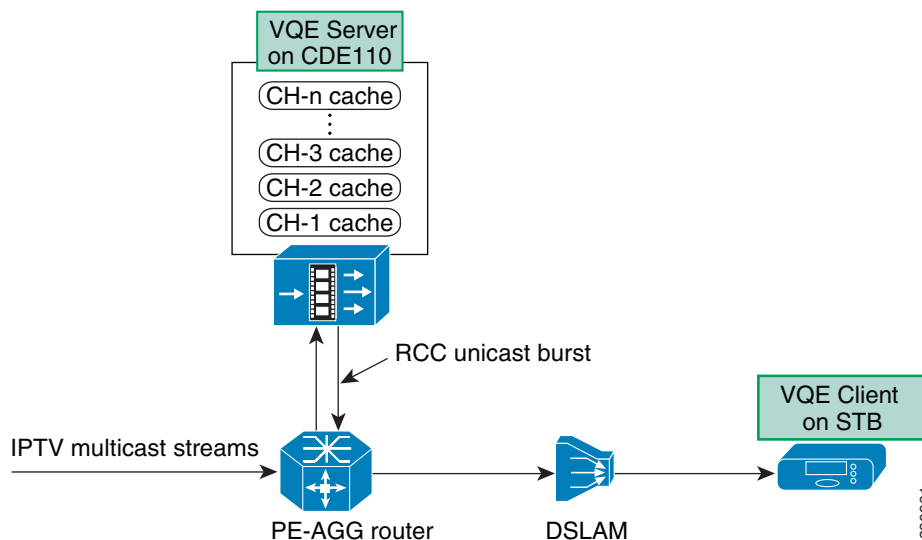 VQE Server
on CDE110
CH-n cache
CH-3 cache
CH-2 cache
CH-1 cache
RCC unicast burst
VQE Client
on STB
IPTV multicast streams
PE-AGG router
DSLAM